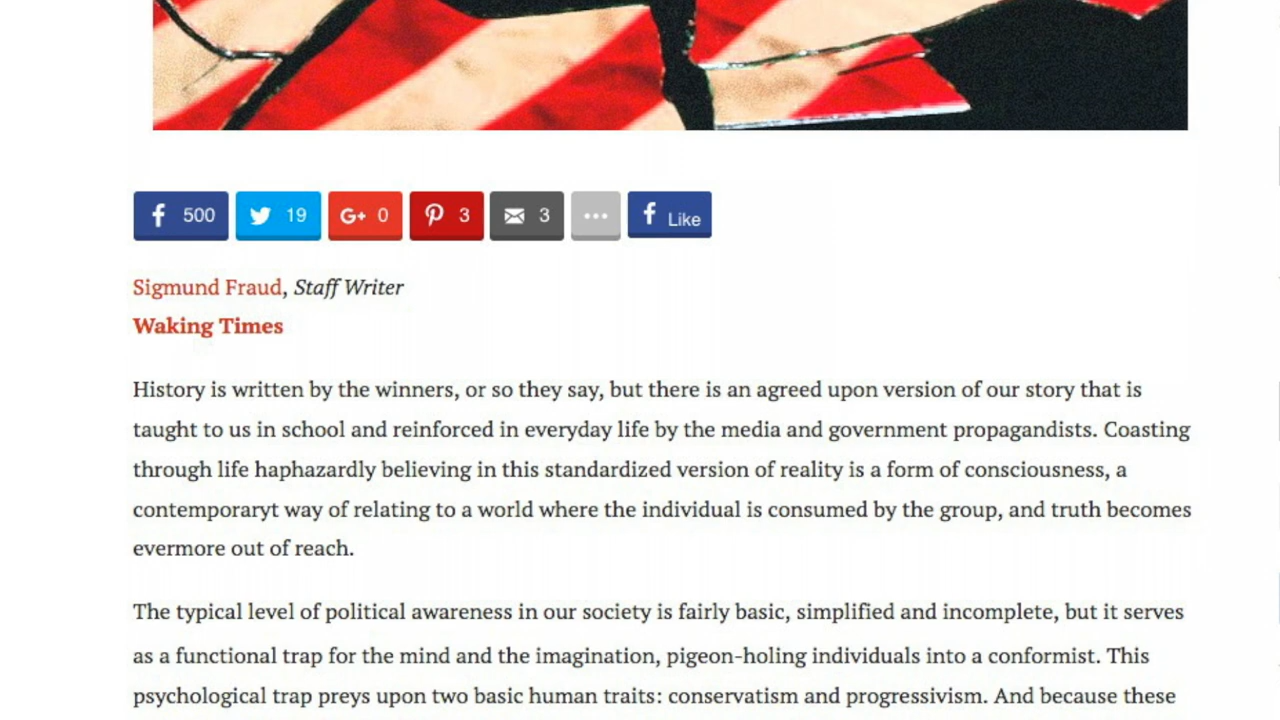 500 19 G+ 0 3 3 ... Like
Sigmund Fraud, Staff Writer
Waking Times
History is written by the winners, or so they say, but there is an agreed upon version of our story that is
taught to us in school and reinforced in everyday life by the media and government propagandists. Coasting
through life haphazardly believing in this standardized version of reality is a form of consciousness, a
contemporaryt way of relating to a world where the individual is consumed by the group, and truth becomes
evermore out of reach.
The typical level of political awareness in our society is fairly basic, simplified and incomplete, but it serves
as a functional trap for the mind and the imagination, pigeon-holing individuals into a conformist. This
psychological trap preys upon two basic human traits: conservatism and progressivism. And because these